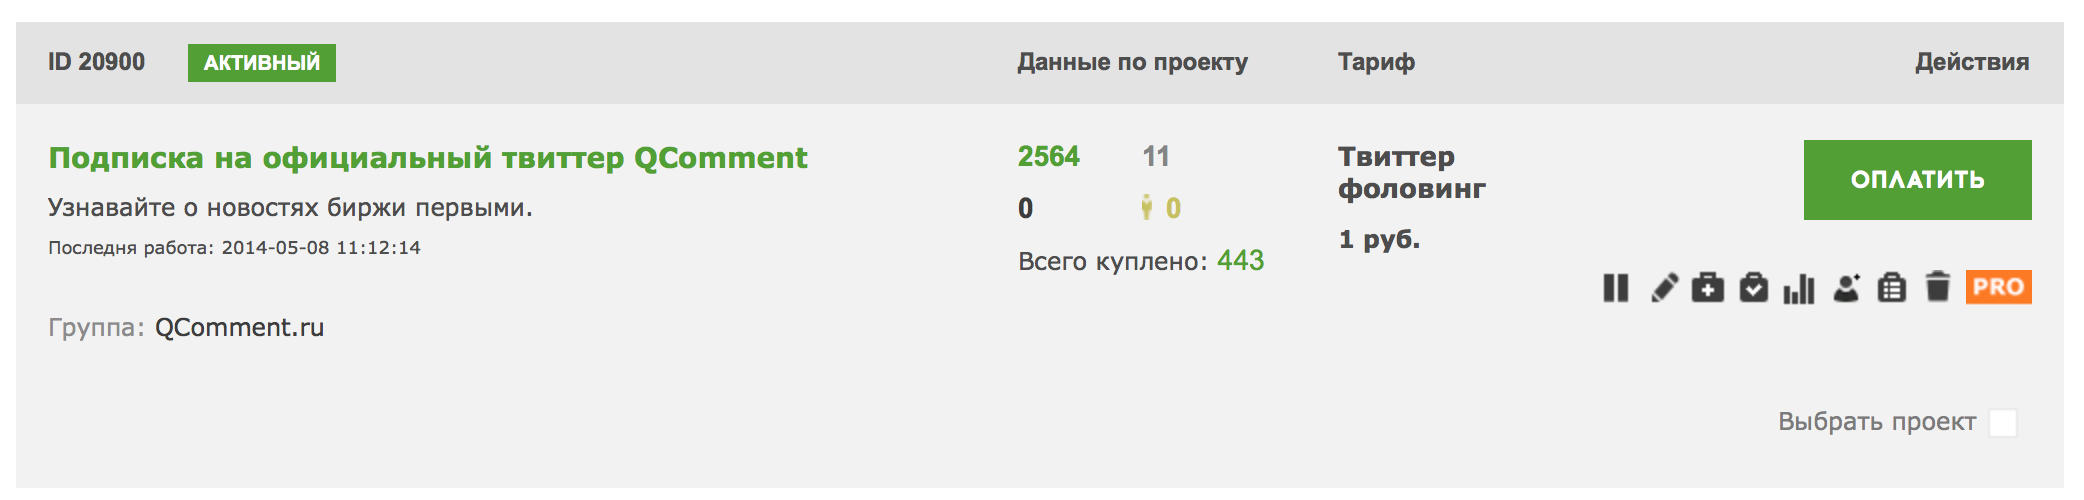 ID 20900 АКТИВНЫЙ Данные по проекту Тариф Действия
Подписка на официальный твиттер QComment
Узнавайте о новостях биржи первыми.
Последня работа: 2014-05-08 11:12:14
Группа: QComment.ru
2564 11
0 0
Всего куплено: 443
Твиттер
фоловинг
1 руб.
ОПЛАТИТЬ
PRO
Выбрать проект